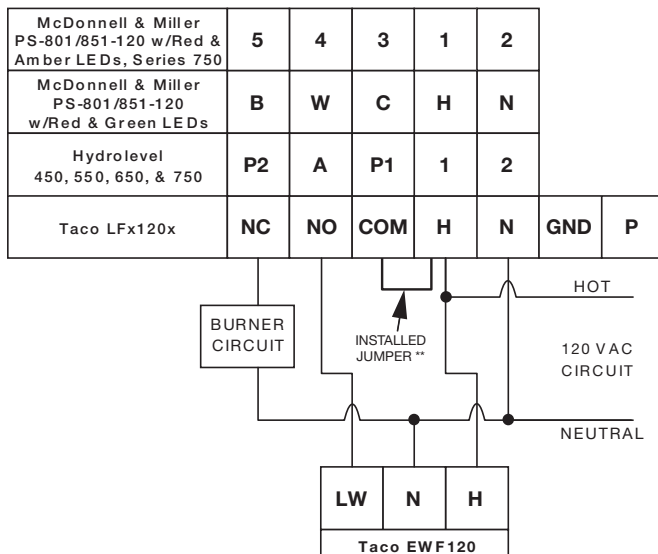 McDonnell & Miller
PS-801/851-120 w/Red &
Amber LEDs, Series 750
5 4 3 1 2
McDonnell & Miller
PS-801/851-120
w/Red & Green LEDs
B W C H N
Hydrolevel
450, 550, 650, & 750
P2 A P1 1 2
Taco LFx120x
NC NO COM H N GND P
HOT
BURNER
CIRCUIT
INSTALLED
JUMPER **
120 VAC
CIRCUIT
NEUTRAL
LW N H
Taco EWF120